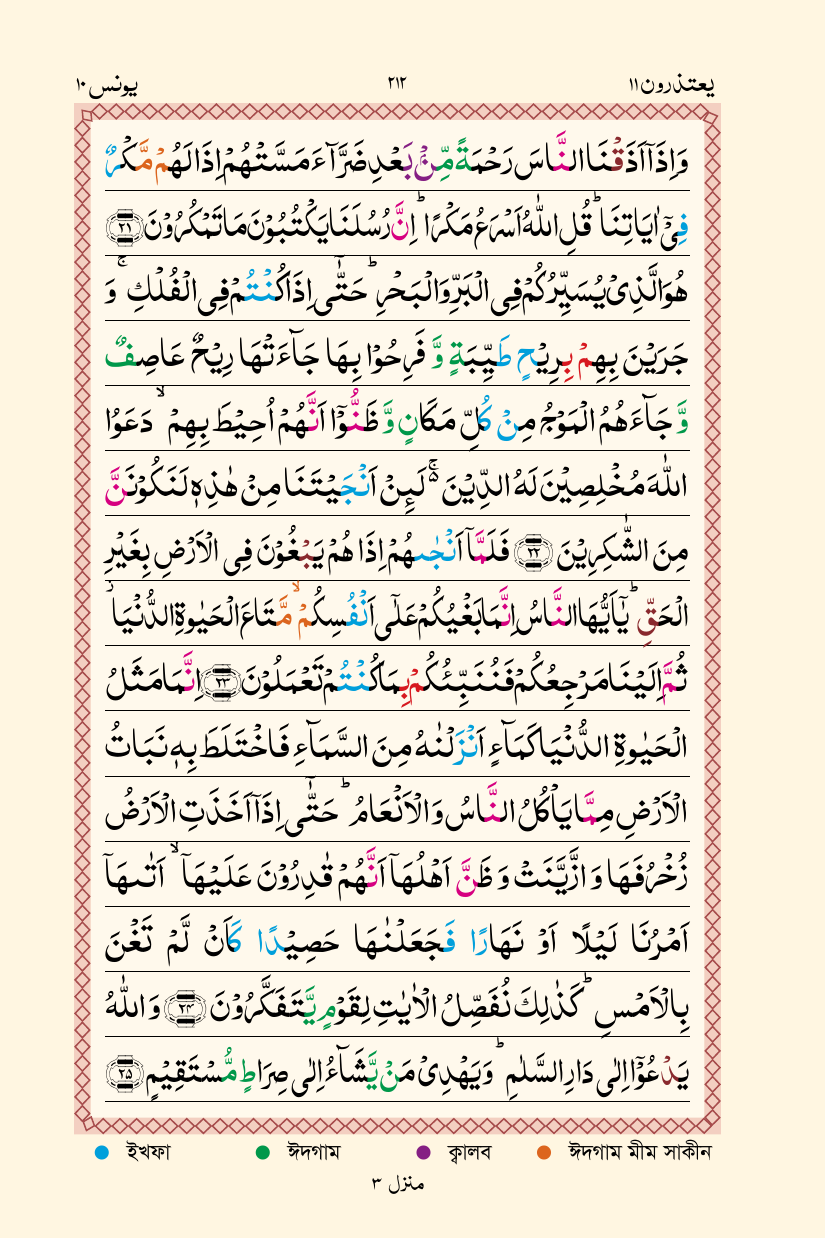 يعتذرون ١١ ٢١٢ يونس ١٠
وَاِذَآ اَذَقْنَا النَّاسَ رَحْمَةً مِّنْۢ بَعْدِ ضَرَّآءَ مَسَّتْهُمْ اِذَا لَهُمْ مَّكْرٌ
فِيْٓ اٰيَاتِنَا ؕ قُلِ اللّٰهُ اَسْرَعُ مَكْرًا ؕ اِنَّ رُسُلَنَا يَكْتُبُوْنَ مَا تَمْكُرُوْنَ ﴿٢١﴾
هُوَ الَّذِىْ يُسَيِّرُكُمْ فِى الْبَرِّ وَالْبَحْرِ ؕ حَتّٰٓى اِذَا كُنْتُمْ فِى الْفُلْكِ ۚ وَ
جَرَيْنَ بِهِمْ بِرِيْحٍ طَيِّبَةٍ وَّ فَرِحُوْا بِهَا جَآءَتْهَا رِيْحٌ عَاصِفٌ
وَّ جَآءَهُمُ الْمَوْجُ مِنْ كُلِّ مَكَانٍ وَّ ظَنُّوْٓا اَنَّهُمْ اُحِيْطَ بِهِمْ ۙ دَعَوُا
اللّٰهَ مُخْلِصِيْنَ لَهُ الدِّيْنَ ۚ۬ لَىِٕنْ اَنْجَيْتَنَا مِنْ هٰذِهٖ لَنَكُوْنَنَّ
مِنَ الشّٰكِرِيْنَ ﴿٢٢﴾ فَلَمَّآ اَنْجٰىهُمْ اِذَا هُمْ يَبْغُوْنَ فِى الْاَرْضِ بِغَيْرِ
الْحَقِّ ؕ يٰٓاَيُّهَا النَّاسُ اِنَّمَا بَغْيُكُمْ عَلٰٓى اَنْفُسِكُمْ ۙ مَّتَاعَ الْحَيٰوةِ الدُّنْيَا ؗ
ثُمَّ اِلَيْنَا مَرْجِعُكُمْ فَنُنَبِّئُكُمْ بِمَا كُنْتُمْ تَعْمَلُوْنَ ﴿٢٣﴾ اِنَّمَا مَثَلُ
الْحَيٰوةِ الدُّنْيَا كَمَآءٍ اَنْزَلْنٰهُ مِنَ السَّمَآءِ فَاخْتَلَطَ بِهٖ نَبَاتُ
الْاَرْضِ مِمَّا يَاْكُلُ النَّاسُ وَالْاَنْعَامُ ؕ حَتّٰٓى اِذَآ اَخَذَتِ الْاَرْضُ
زُخْرُفَهَا وَ ازَّيَّنَتْ وَ ظَنَّ اَهْلُهَآ اَنَّهُمْ قٰدِرُوْنَ عَلَيْهَآ ۙ اَتٰىهَآ
اَمْرُنَا لَيْلًا اَوْ نَهَارًا فَجَعَلْنٰهَا حَصِيْدًا كَاَنْ لَّمْ تَغْنَ
بِالْاَمْسِ ؕ كَذٰلِكَ نُفَصِّلُ الْاٰيٰتِ لِقَوْمٍ يَّتَفَكَّرُوْنَ ﴿٢٤﴾ وَ اللّٰهُ
يَدْعُوْٓا اِلٰى دَارِ السَّلٰمِ ؕ وَيَهْدِىْ مَنْ يَّشَآءُ اِلٰى صِرَاطٍ مُّسْتَقِيْمٍ ﴿٢٥﴾
ইখফা ঈদগাম ক্বালব ঈদগাম মীম সাকীন
منزل ٣